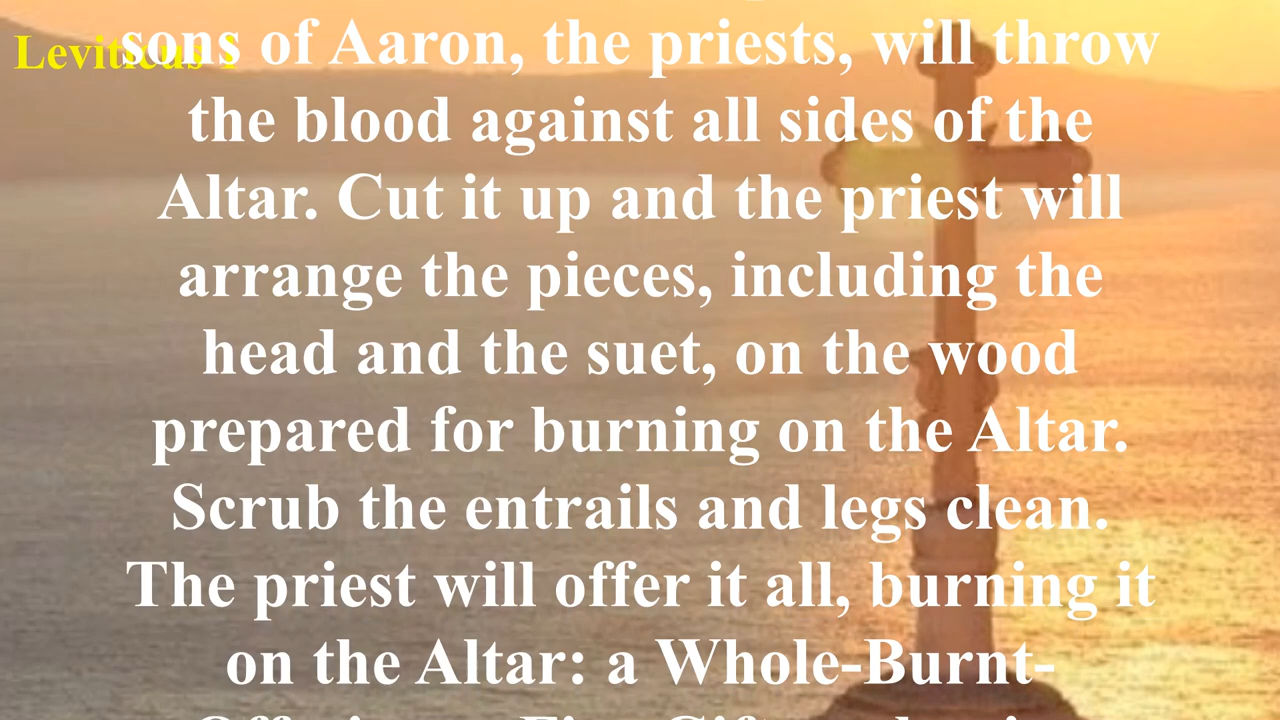 Leviticus 1
sons of Aaron, the priests, will throw
the blood against all sides of the
Altar. Cut it up and the priest will
arrange the pieces, including the
head and the suet, on the wood
prepared for burning on the Altar.
Scrub the entrails and legs clean.
The priest will offer it all, burning it
on the Altar: a Whole-Burnt-